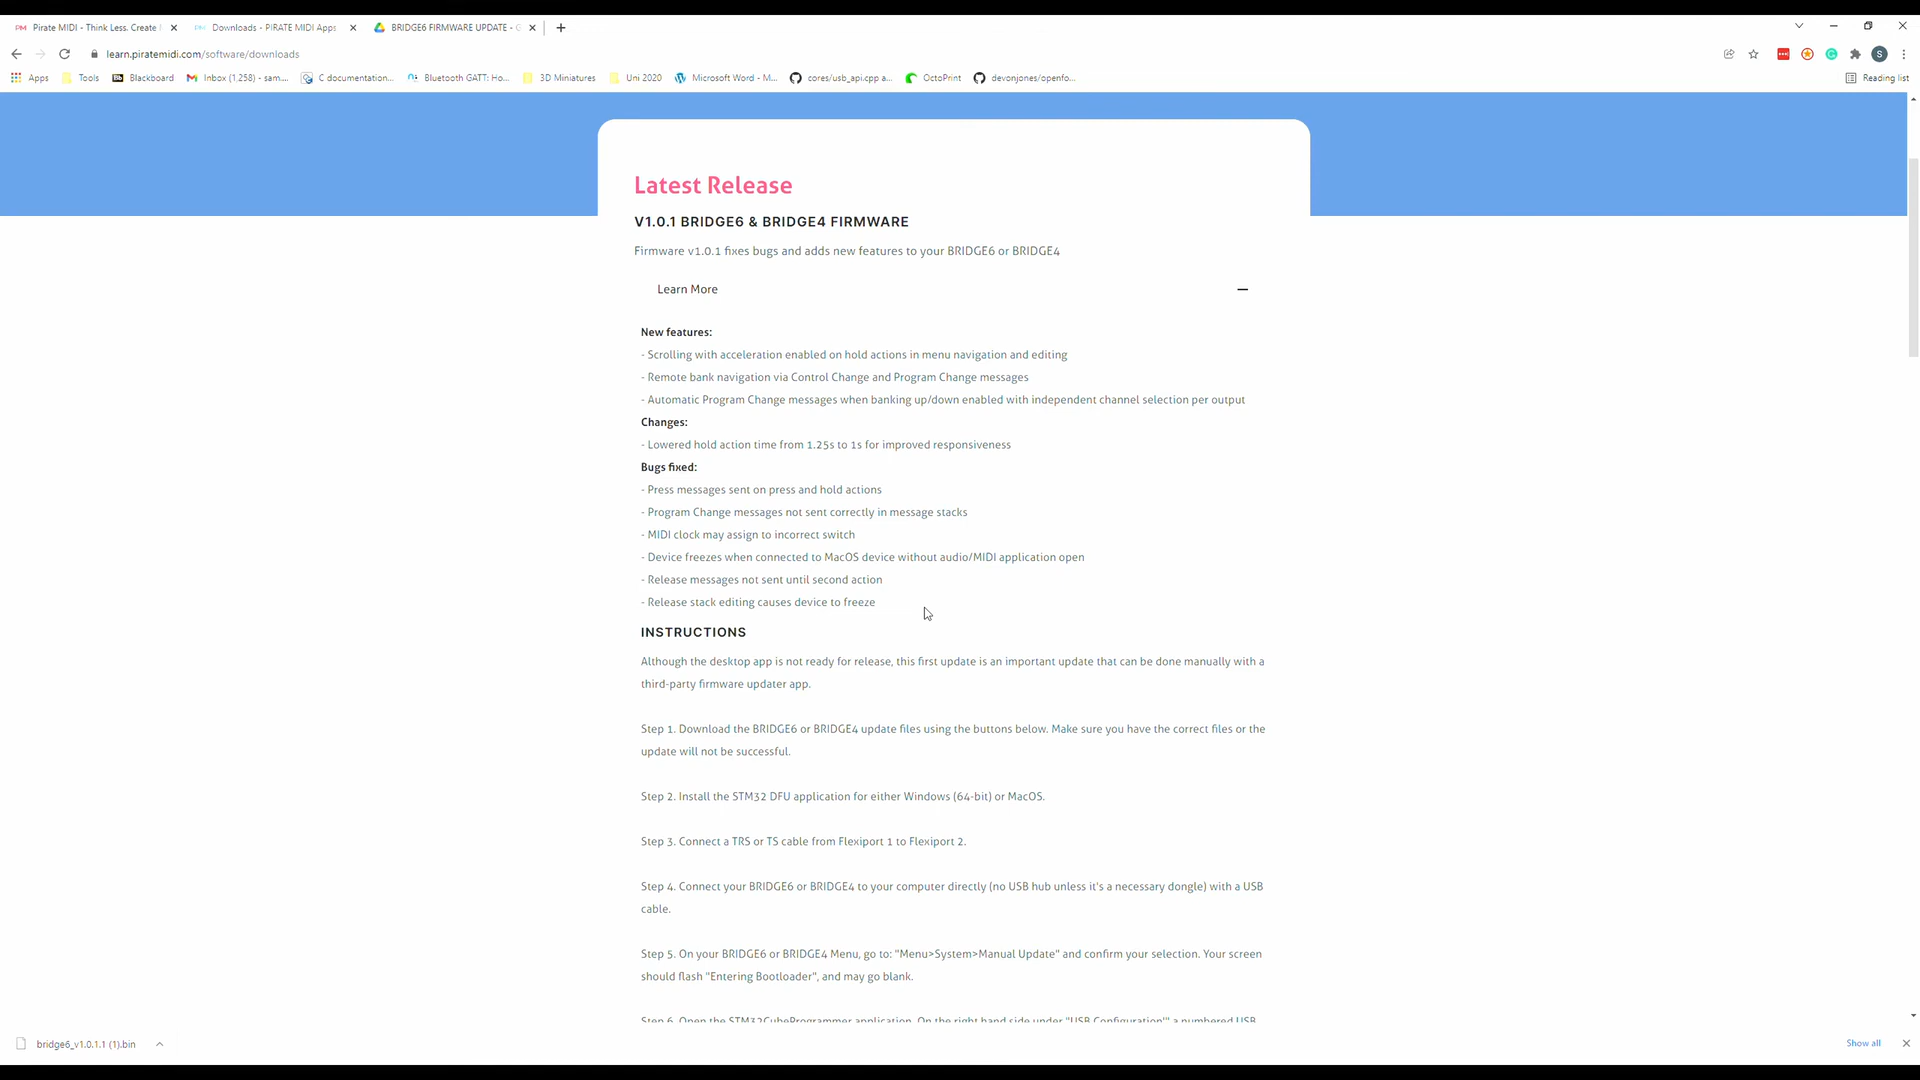 Pirate MIDI - Think Less. Create
Downloads - PIRATE MIDI Apps
BRIDGE6 FIRMWARE UPDATE - G
learn.piratemidi.com/software/downloads
Apps
Tools
Blackboard
Inbox (1,258) - sam...
C documentation...
Bluetooth GATT: Ho...
3D Miniatures
Uni 2020
Microsoft Word - M...
cores/usb_api.cpp a...
OctoPrint
devonjones/openfo...
Reading list
Latest Release
V1.0.1 BRIDGE6 & BRIDGE4 FIRMWARE
Firmware v1.0.1 fixes bugs and adds new features to your BRIDGE6 or BRIDGE4
Learn More
New features:
- Scrolling with acceleration enabled on hold actions in menu navigation and editing
- Remote bank navigation via Control Change and Program Change messages
- Automatic Program Change messages when banking up/down enabled with independent channel selection per output
Changes:
- Lowered hold action time from 1.25s to 1s for improved responsiveness
Bugs fixed:
- Press messages sent on press and hold actions
- Program Change messages not sent correctly in message stacks
- MIDI clock may assign to incorrect switch
- Device freezes when connected to MacOS device without audio/MIDI application open
- Release messages not sent until second action
- Release stack editing causes device to freeze
INSTRUCTIONS
Although the desktop app is not ready for release, this first update is an important update that can be done manually with a
third-party firmware updater app.
Step 1. Download the BRIDGE6 or BRIDGE4 update files using the buttons below. Make sure you have the correct files or the
update will not be successful.
Step 2. Install the STM32 DFU application for either Windows (64-bit) or MacOS.
Step 3. Connect a TRS or TS cable from Flexiport 1 to Flexiport 2.
Step 4. Connect your BRIDGE6 or BRIDGE4 to your computer directly (no USB hub unless it's a necessary dongle) with a USB
cable.
Step 5. On your BRIDGE6 or BRIDGE4 Menu, go to: "Menu>System>Manual Update" and confirm your selection. Your screen
should flash "Entering Bootloader", and may go blank.
Step 6. Open the STM32CubeProgrammer application. On the right hand side under "USB Configuration'" a numbered USB
bridge6_v1.0.1.1 (1).bin
Show all